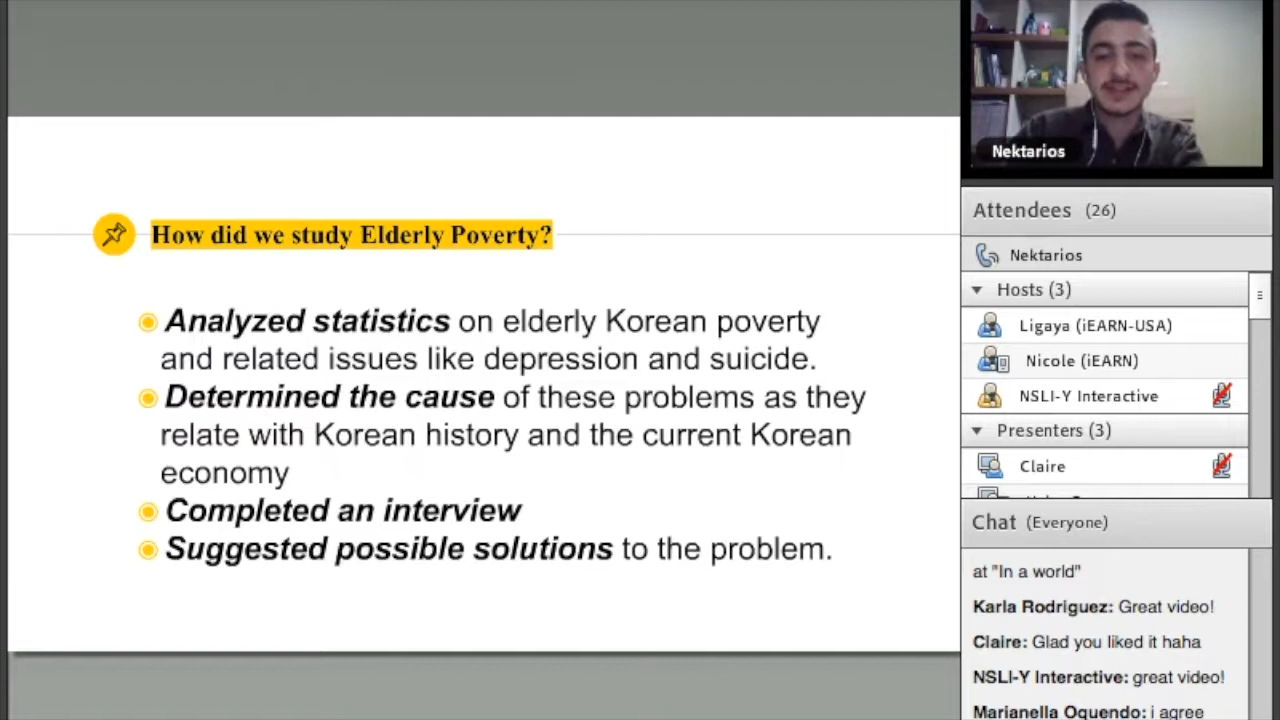 How did we study Elderly Poverty?
Analyzed statistics on elderly Korean poverty
and related issues like depression and suicide.
Determined the cause of these problems as they
relate with Korean history and the current Korean
economy
Completed an interview
Suggested possible solutions to the problem.
Nektarios
Attendees (26)
Nektarios
Hosts (3)
Ligaya (iEARN-USA)
Nicole (iEARN)
NSLI-Y Interactive
Presenters (3)
Claire
Chat (Everyone)
at "In a world"
Karla Rodriguez: Great video!
Claire: Glad you liked it haha
NSLI-Y Interactive: great video!
Marianella Oquendo: i agree